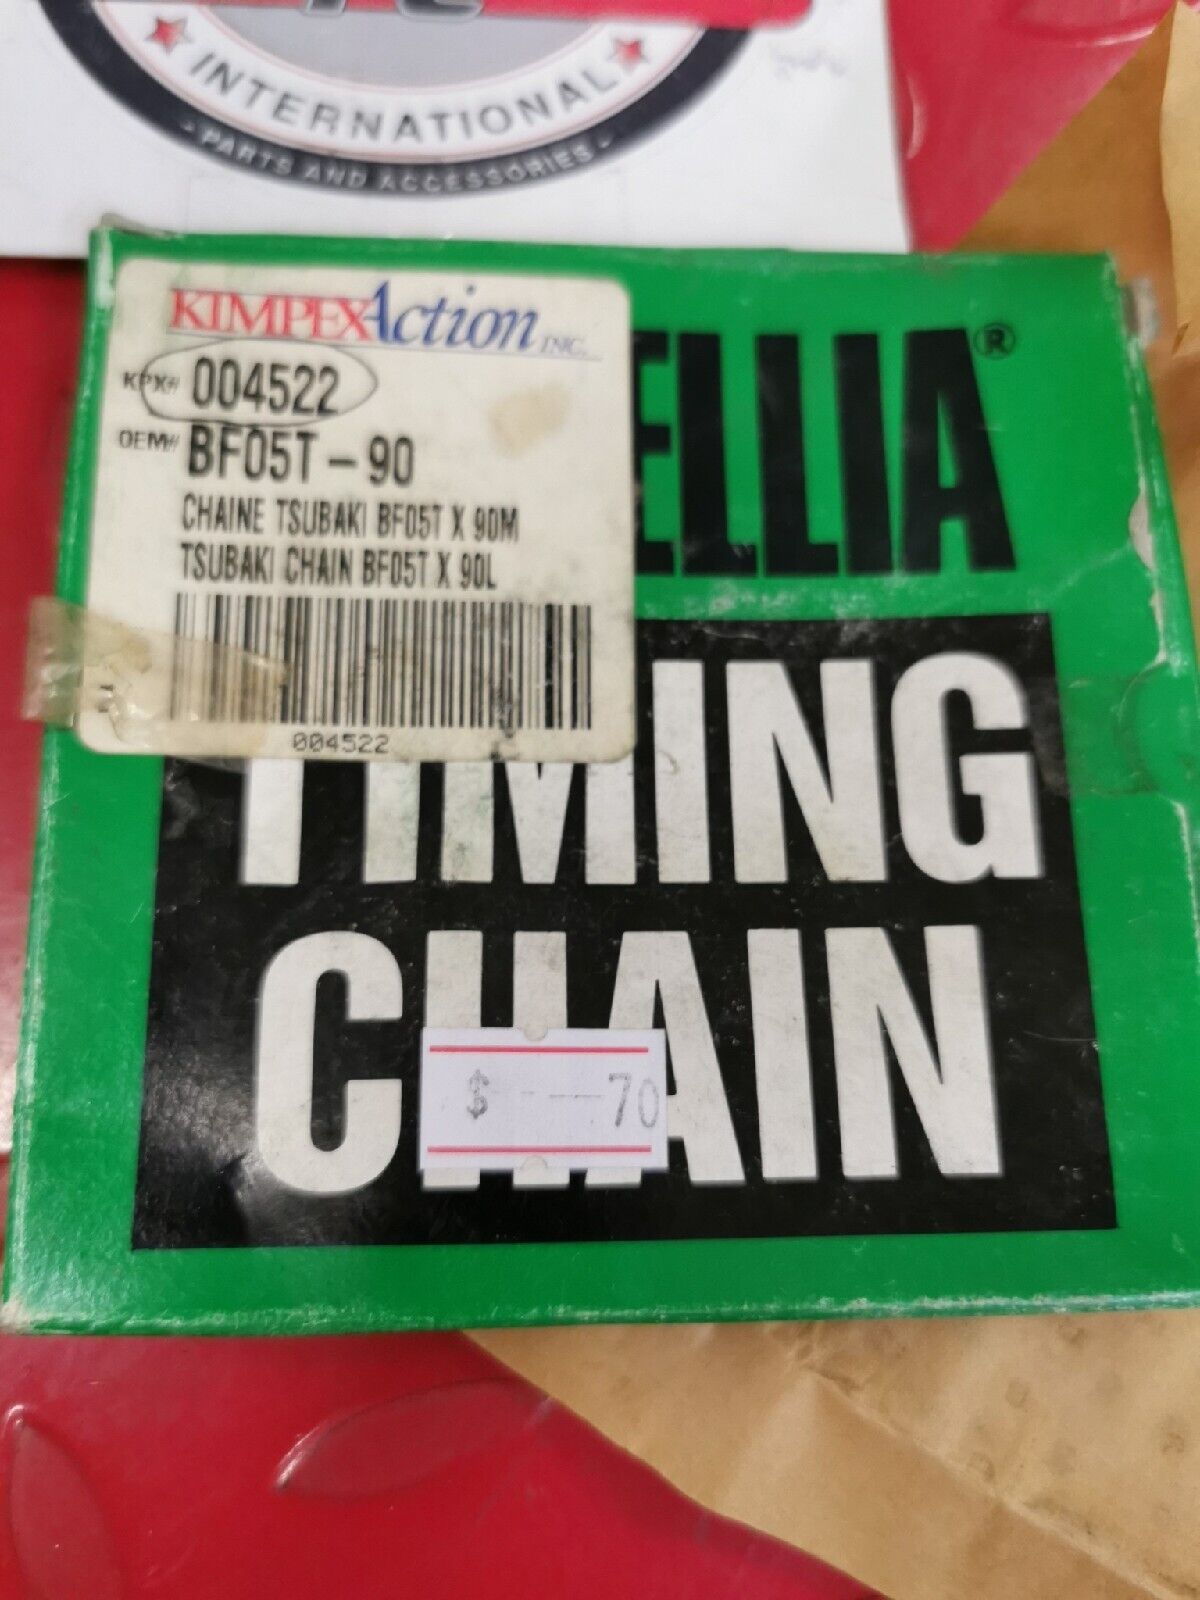 INTERNATIONAL
- PARTS AND ACCESSORIES -
KIMPEX Action INC.
KPX# 004522
OEM# BF05T-90
CHAINE TSUBAKI BF05T X 90M
TSUBAKI CHAIN BF05T X 90L
004522
ELLIA®
TIMING
CHAIN
$ 70